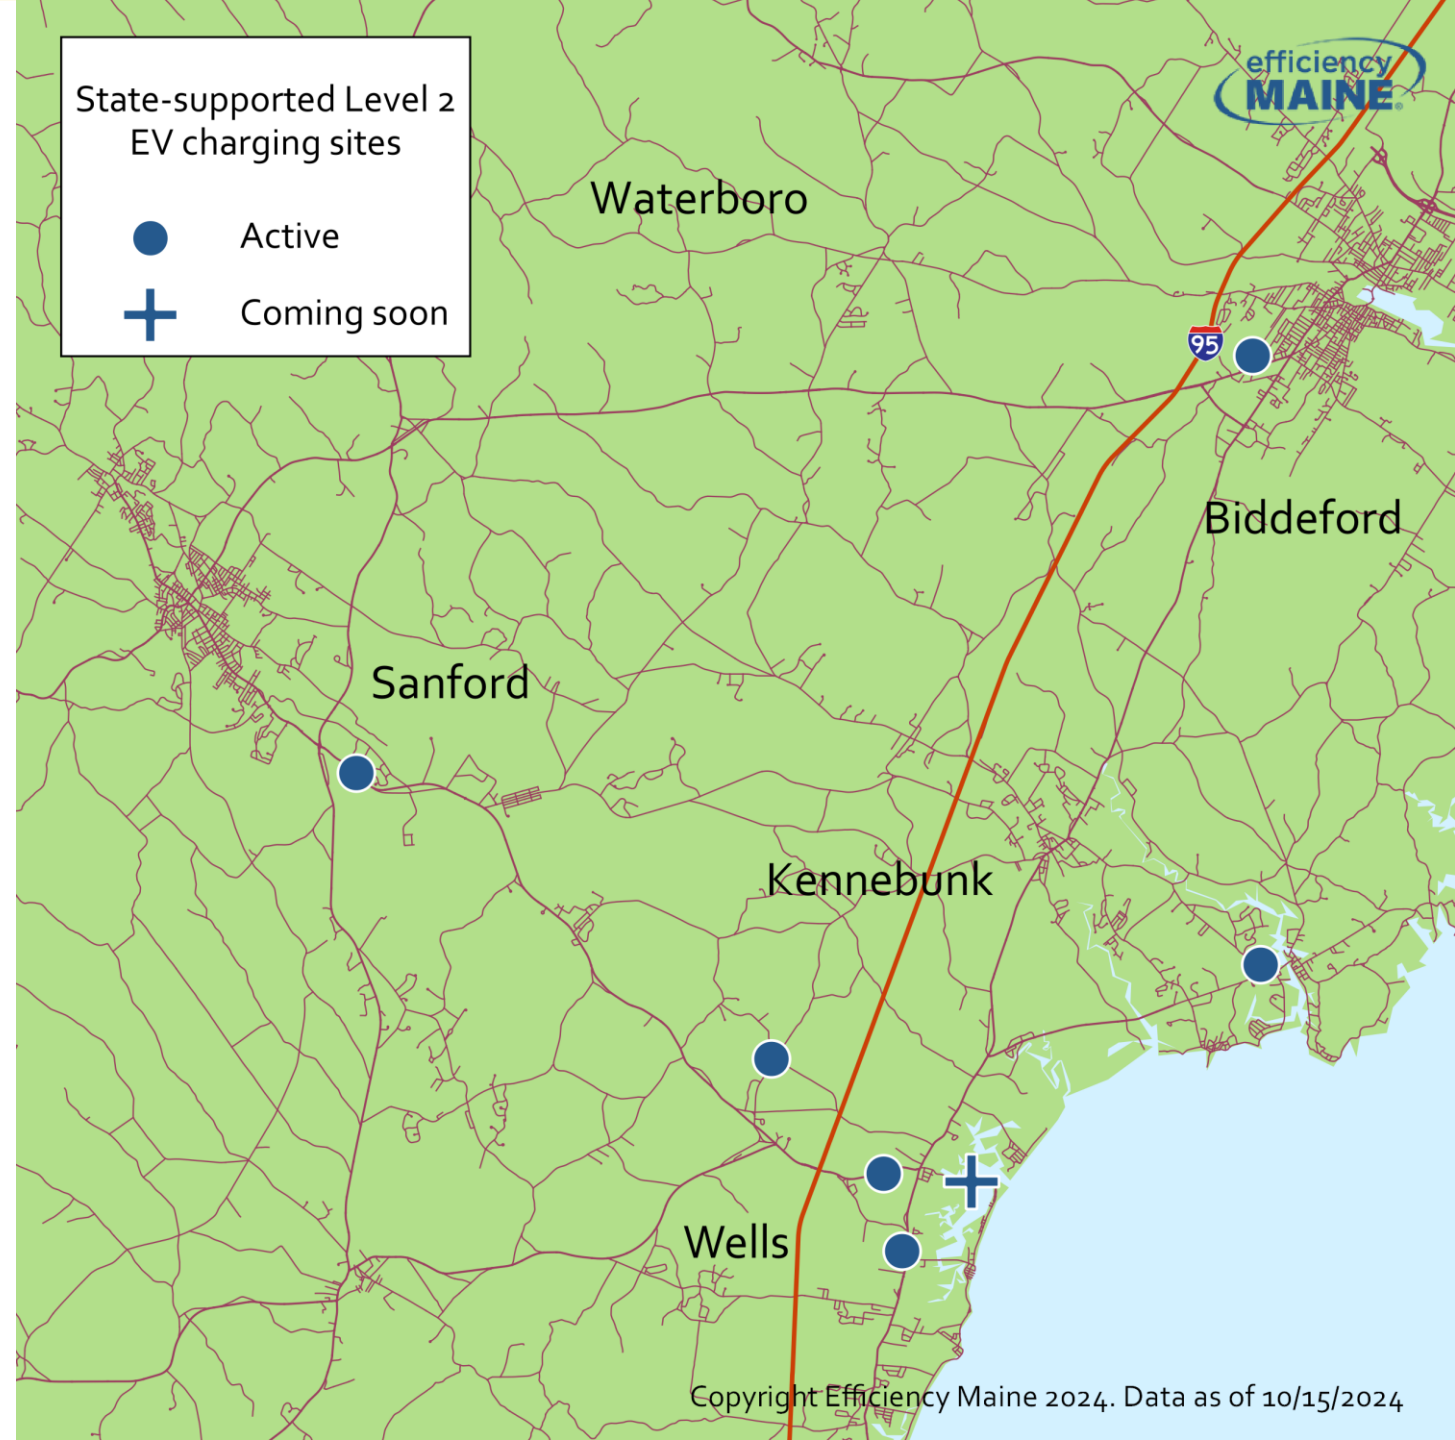 State-supported Level 2
EV charging sites
Active
Coming soon
efficiency
MAINE®
Waterboro
95
Biddeford
Sanford
Kennebunk
Wells
Copyright Efficiency Maine 2024. Data as of 10/15/2024